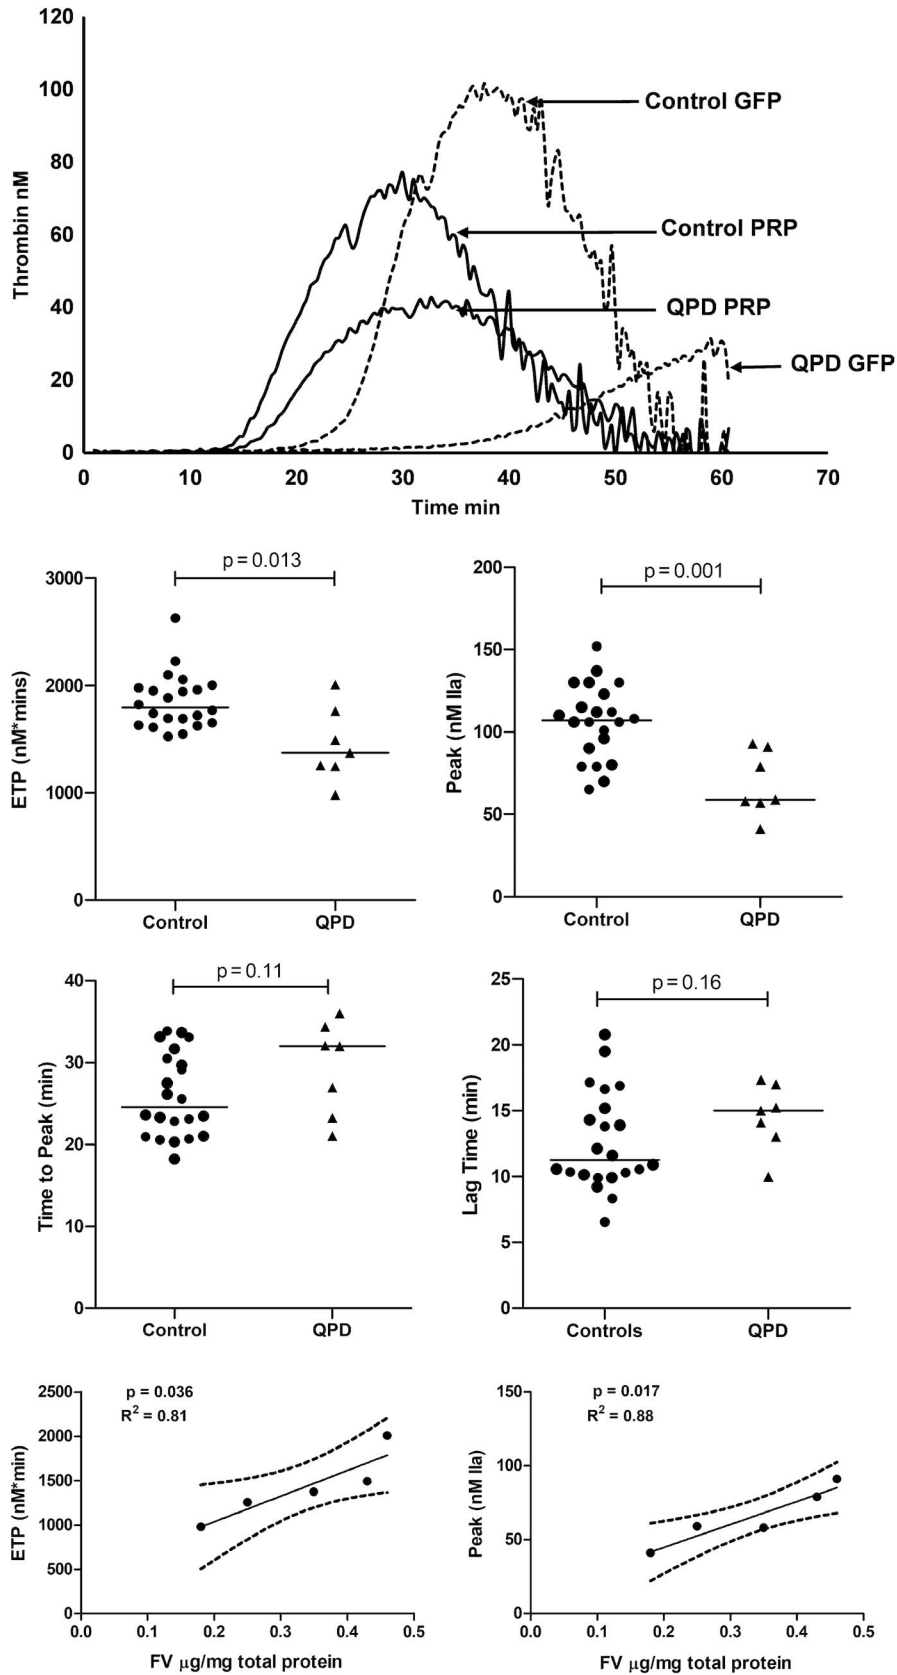 120
100
80
60
40
20
0
Thrombin nM
Control GFP
Control PRP
QPD PRP
QPD GFP
0 10 20 30 40 50 60 70
Time min
p = 0.013
3000
2000
1000
0
ETP (nM*mins)
Control QPD
p = 0.001
200
150
100
50
0
Peak (nM IIa)
Control QPD
p = 0.11
40
30
20
10
0
Time to Peak (min)
Control QPD
p = 0.16
25
20
15
10
5
0
Lag Time (min)
Controls QPD
p = 0.036
R² = 0.81
2500
2000
1500
1000
500
0
ETP (nM*min)
0.0 0.1 0.2 0.3 0.4 0.5
FV μg/mg total protein
p = 0.017
R² = 0.88
150
100
50
0
Peak (nM IIa)
0.0 0.1 0.2 0.3 0.4 0.5
FV μg/mg total protein